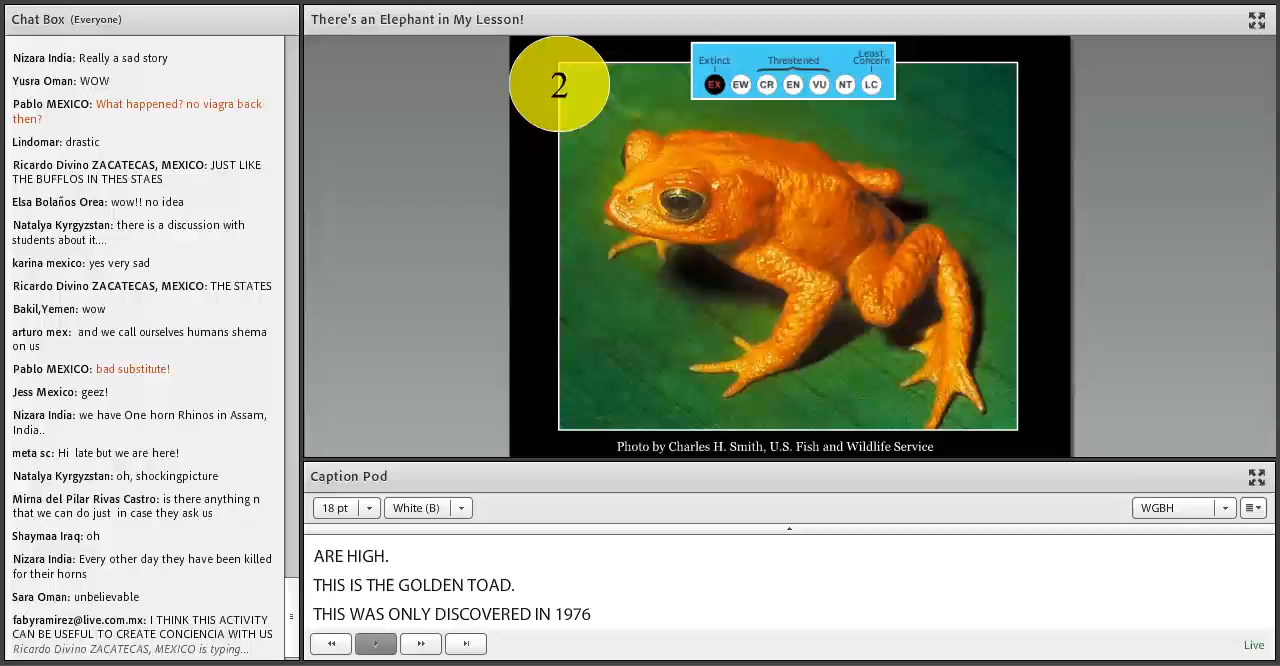 Chat Box (Everyone)
Nizara India: Really a sad story
Yusra Oman: WOW
Pablo MEXICO: What happened? no viagra back
then?
Lindomar: drastic
Ricardo Divino ZACATECAS, MEXICO: JUST LIKE
THE BUFFLOS IN THES STAES
Elsa Bolaños Orea: wow!! no idea
Natalya Kyrgyzstan: there is a discussion with
students about it....
karina mexico: yes very sad
Ricardo Divino ZACATECAS, MEXICO: THE STATES
Bakil,Yemen: wow
arturo mex: and we call ourselves humans shema
on us
Pablo MEXICO: bad substitute!
Jess Mexico: geez!
Nizara India: we have One horn Rhinos in Assam,
India..
meta sc: Hi late but we are here!
Natalya Kyrgyzstan: oh, shockingpicture
Mirna del Pilar Rivas Castro: is there anything n
that we can do just in case they ask us
Shaymaa Iraq: oh
Nizara India: Every other day they have been killed
for their horns
Sara Oman: unbelievable
fabyramirez@live.com.mx: I THINK THIS ACTIVITY
CAN BE USEFUL TO CREATE CONCIENCIA WITH US
Ricardo Divino ZACATECAS, MEXICO is typing...
There's an Elephant in My Lesson!
2
Extinct
Threatened
Least
Concern
EX EW CR EN VU NT LC
Photo by Charles H. Smith, U.S. Fish and Wildlife Service
Caption Pod
18 pt White (B) WGBH
ARE HIGH.
THIS IS THE GOLDEN TOAD.
THIS WAS ONLY DISCOVERED IN 1976
Live